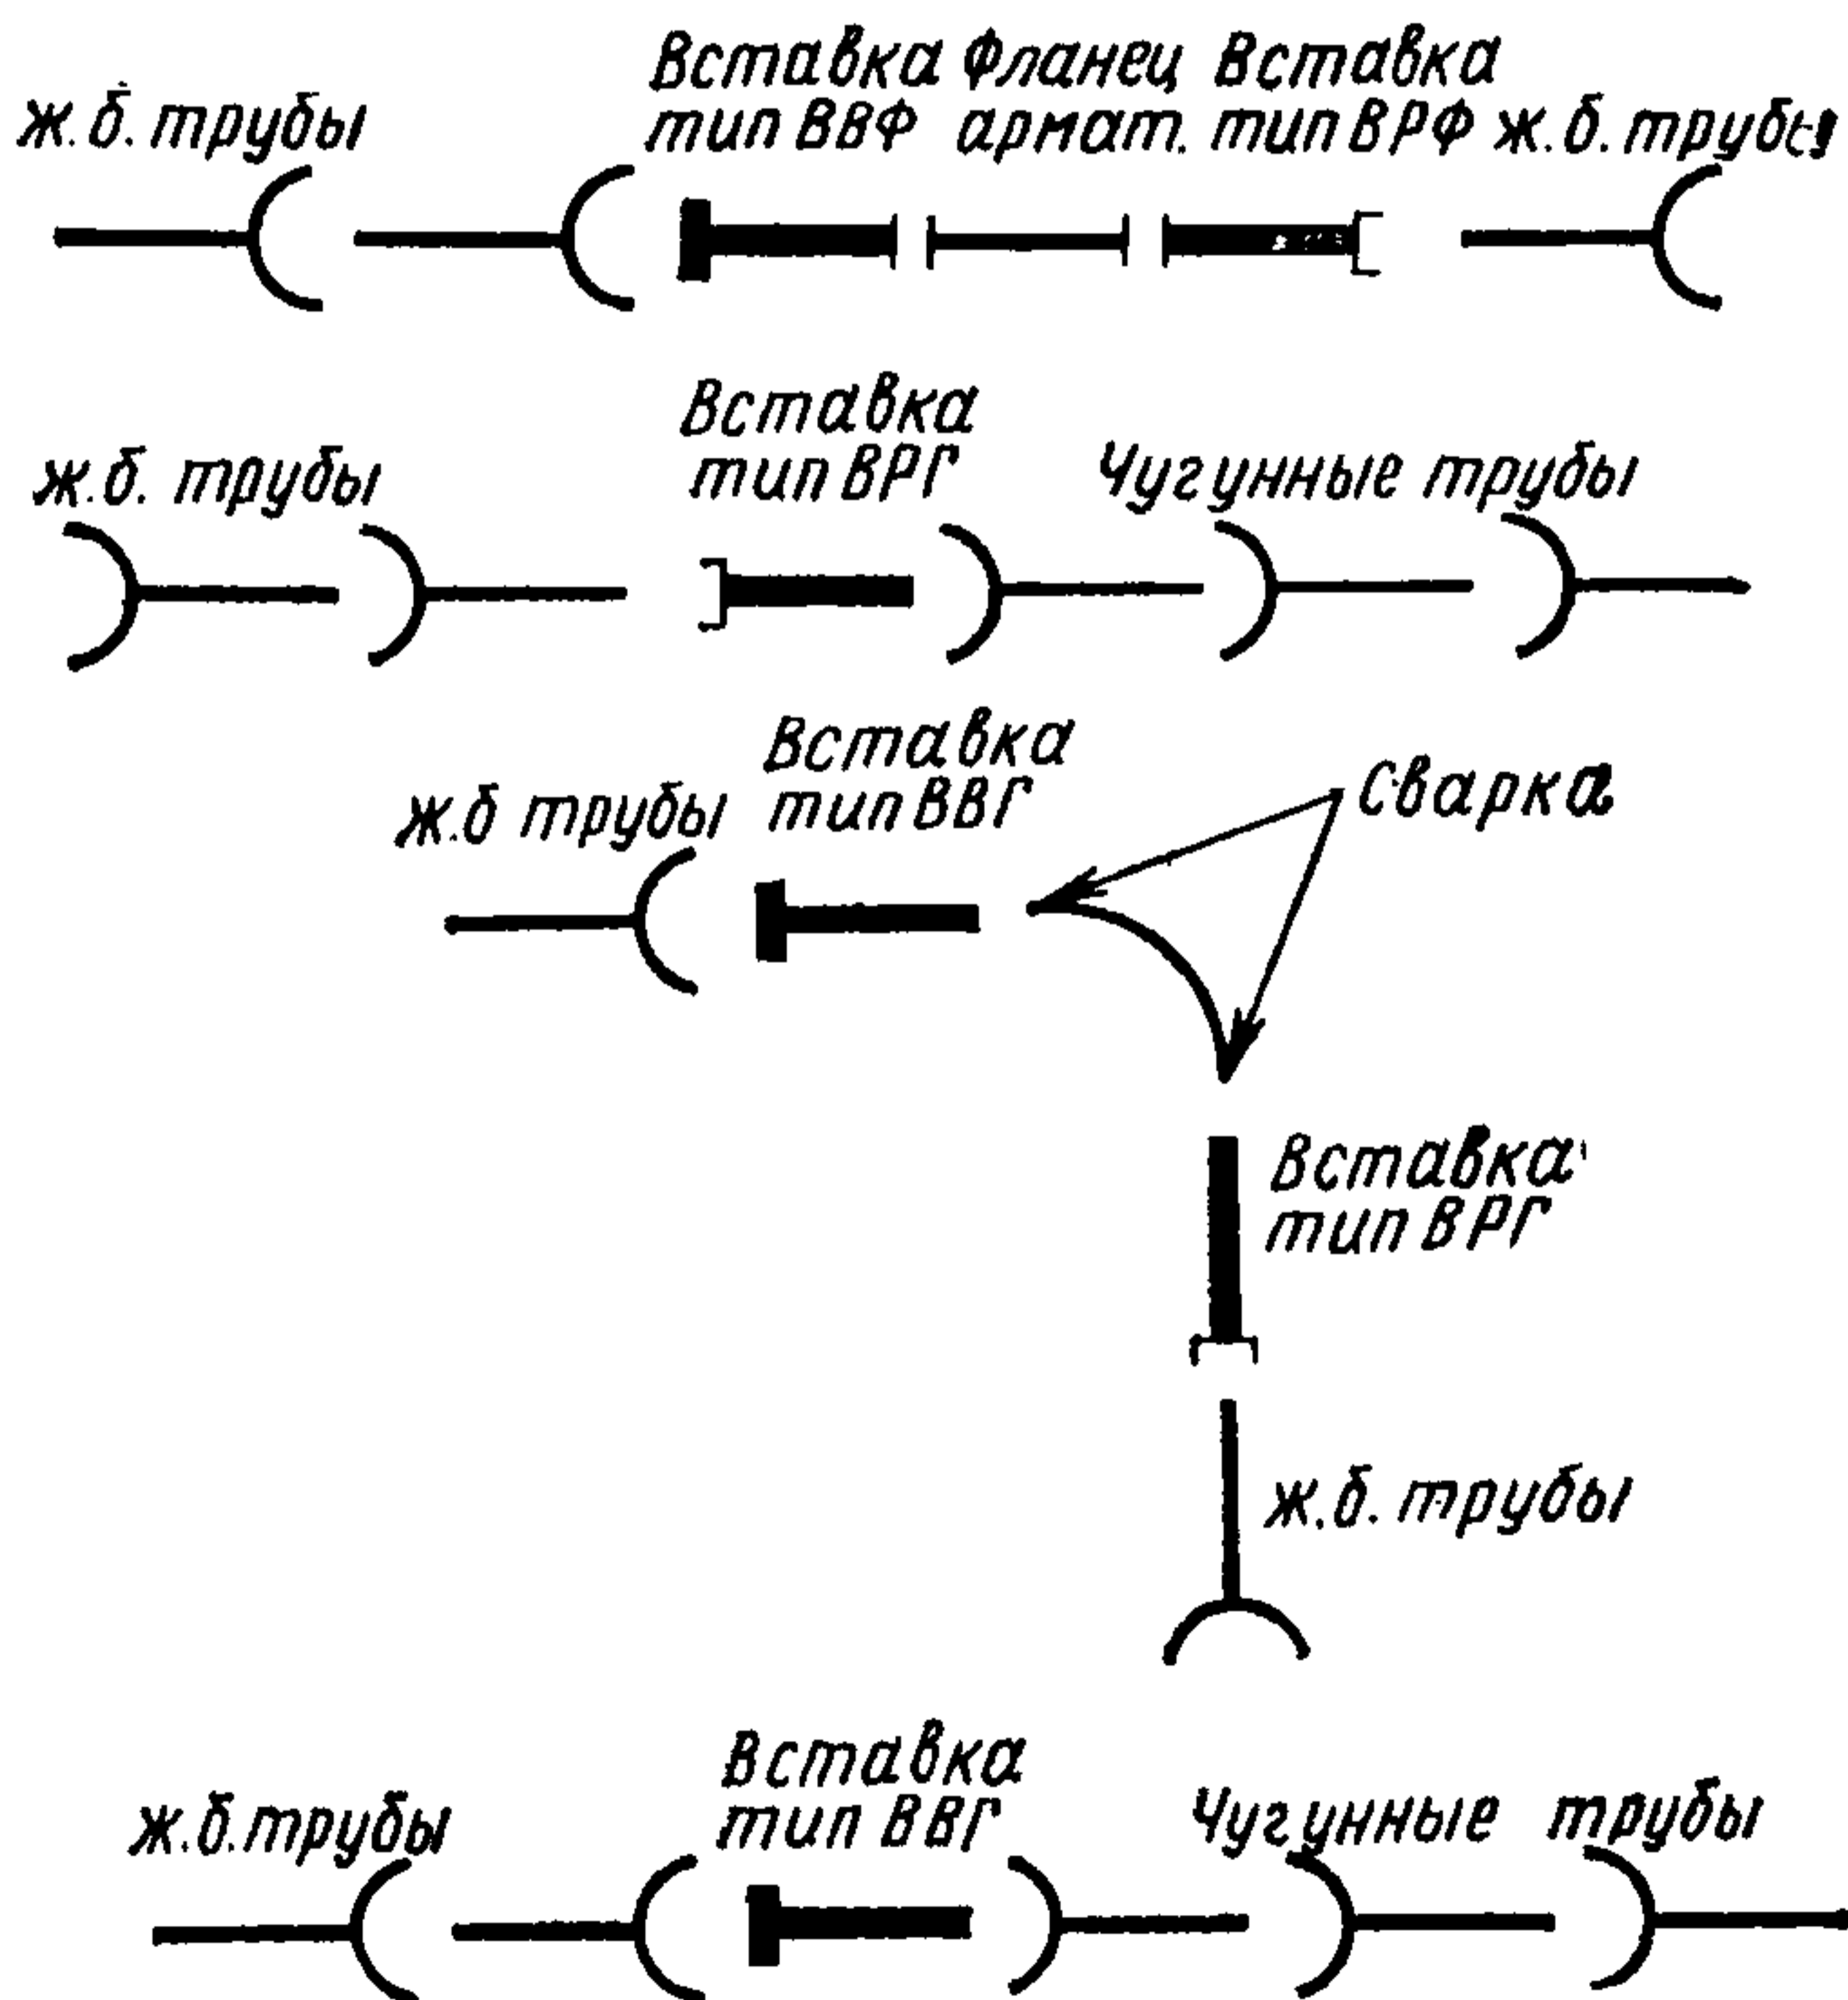 Вставка Фланец Вставка
ж.б. трубы тип ВВФ армат. тип ВРФ ж.б. трубы
Вставка
ж.б. трубы тип ВРГ Чугунные трубы
Вставка
ж.б трубы тип ВВГ Сварка
Вставка
тип ВРГ
ж.б. трубы
Вставка
ж.б. трубы тип ВВГ Чугунные трубы